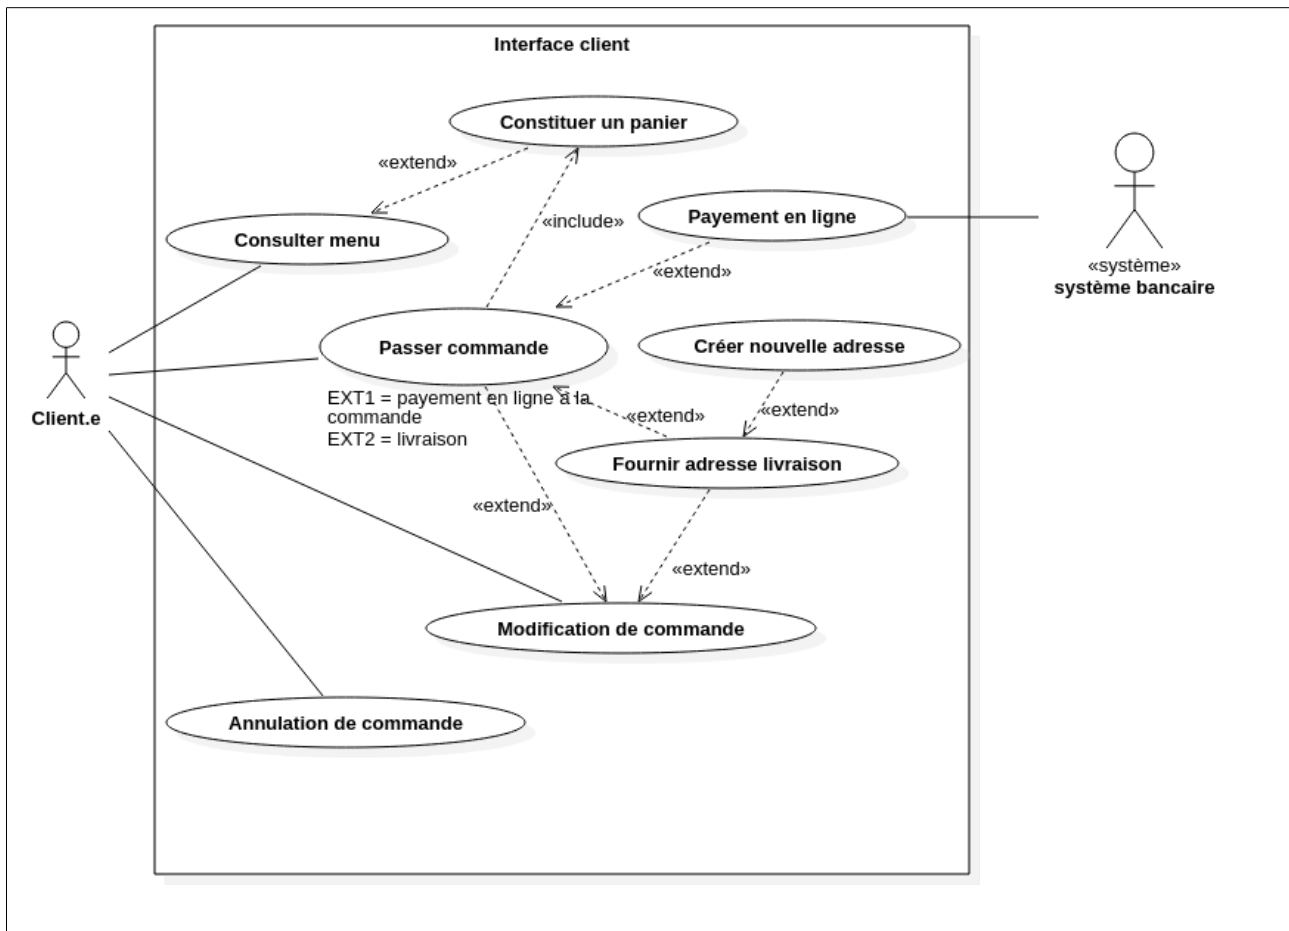 Interface client
Constituer un panier
«extend»
«include»
Payement en ligne
Consulter menu
«extend»
«système»
système bancaire
Passer commande
Créer nouvelle adresse
EXT1 = payement en ligne à la
commande
EXT2 = livraison
«extend»
«extend»
Client.e
Fournir adresse livraison
«extend»
«extend»
Modification de commande
Annulation de commande